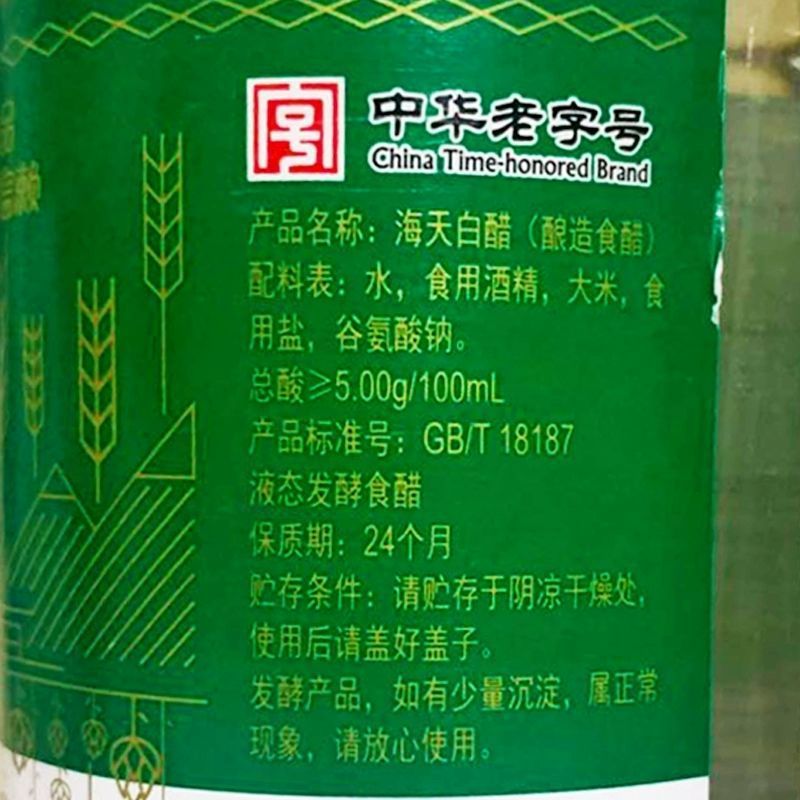 中华老字号
China Time-honored Brand
产品名称：海天白醋（酿造食醋）
配料表：水，食用酒精，大米，食
用盐，谷氨酸钠。
总酸≥5.00g/100mL
产品标准号：GB/T 18187
液态发酵食醋
保质期：24个月
贮存条件：请贮存于阴凉干燥处，
使用后请盖好盖子。
发酵产品，如有少量沉淀，属正常
现象，请放心使用。